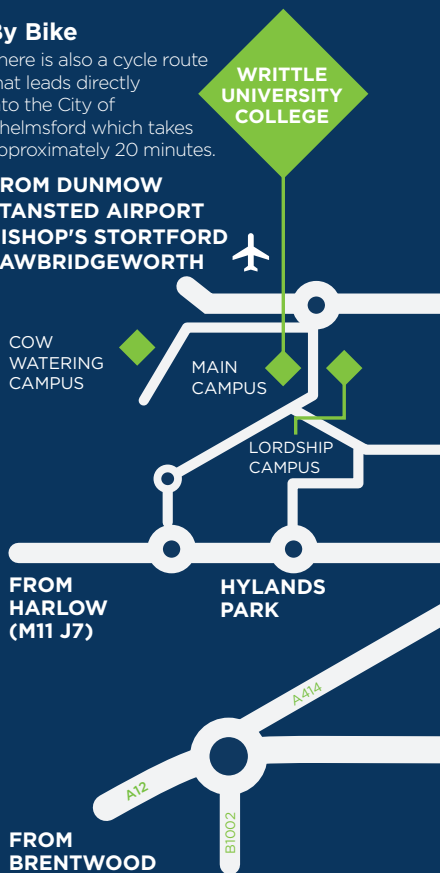 By Bike
here is also a cycle route
hat leads directly
nto the City of
helmsford which takes
pproximately 20 minutes.
WRITTLE
UNIVERSITY
COLLEGE
ROM DUNMOW
TANSTED AIRPORT
ISHOP'S STORTFORD
AWBRIDGEWORTH
COW
WATERING
CAMPUS
MAIN
CAMPUS
LORDSHIP
CAMPUS
FROM
HARLOW
(M11 J7)
HYLANDS
PARK
A414
A12
B1002
FROM
BRENTWOOD